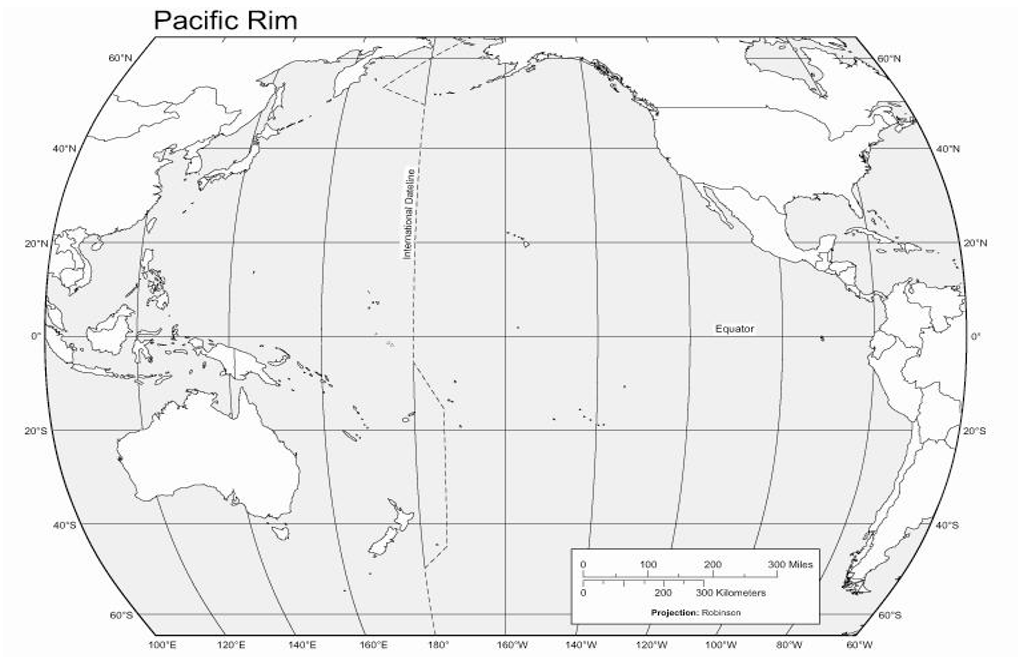 Pacific Rim
60°N 60°N
40°N 40°N
International Dateline
20°N 20°N
Equator
0° 0°
20°S 20°S
40°S 40°S
0 100 200 300 Miles
0 200 300 Kilometers
Projection: Robinson
60°S 60°S
100°E 120°E 140°E 160°E 180° 160°W 140°W 120°W 100°W 80°W 60°W